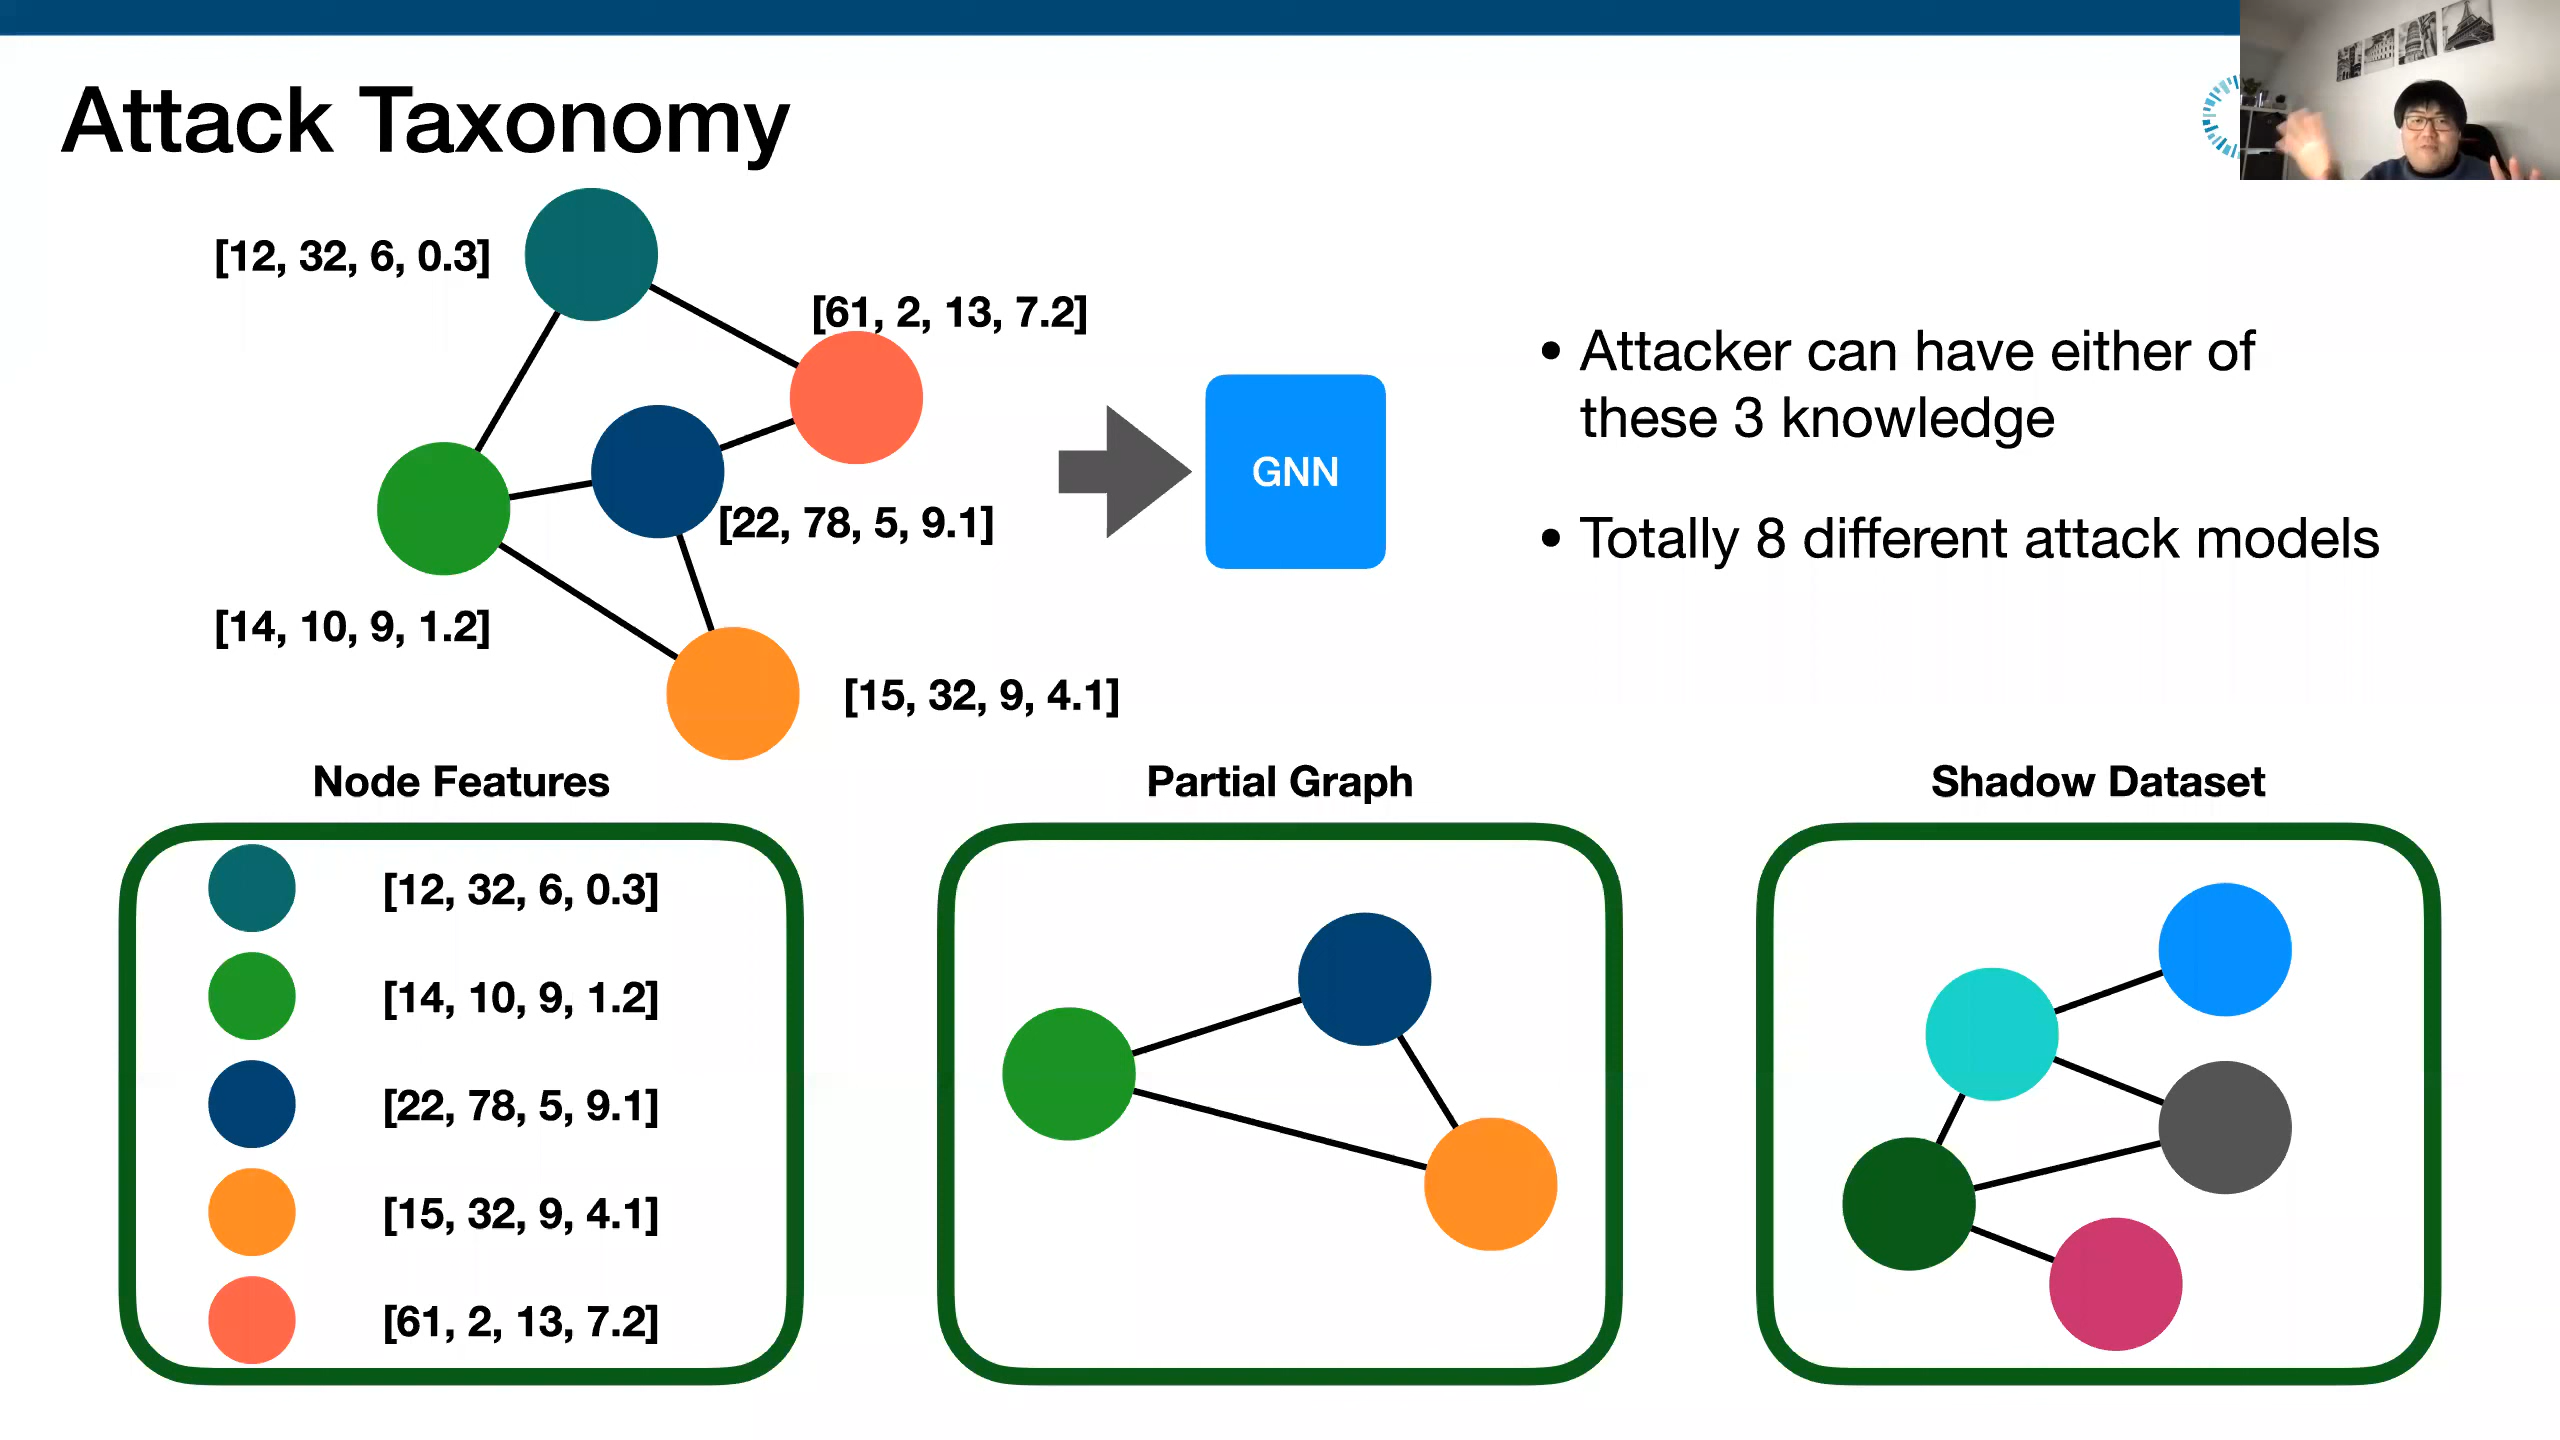 Attack Taxonomy
[12, 32, 6, 0.3]
[61, 2, 13, 7.2]
[22, 78, 5, 9.1]
[14, 10, 9, 1.2]
[15, 32, 9, 4.1]
GNN
• Attacker can have either of
these 3 knowledge
• Totally 8 different attack models
Node Features
[12, 32, 6, 0.3]
[14, 10, 9, 1.2]
[22, 78, 5, 9.1]
[15, 32, 9, 4.1]
[61, 2, 13, 7.2]
Partial Graph
Shadow Dataset